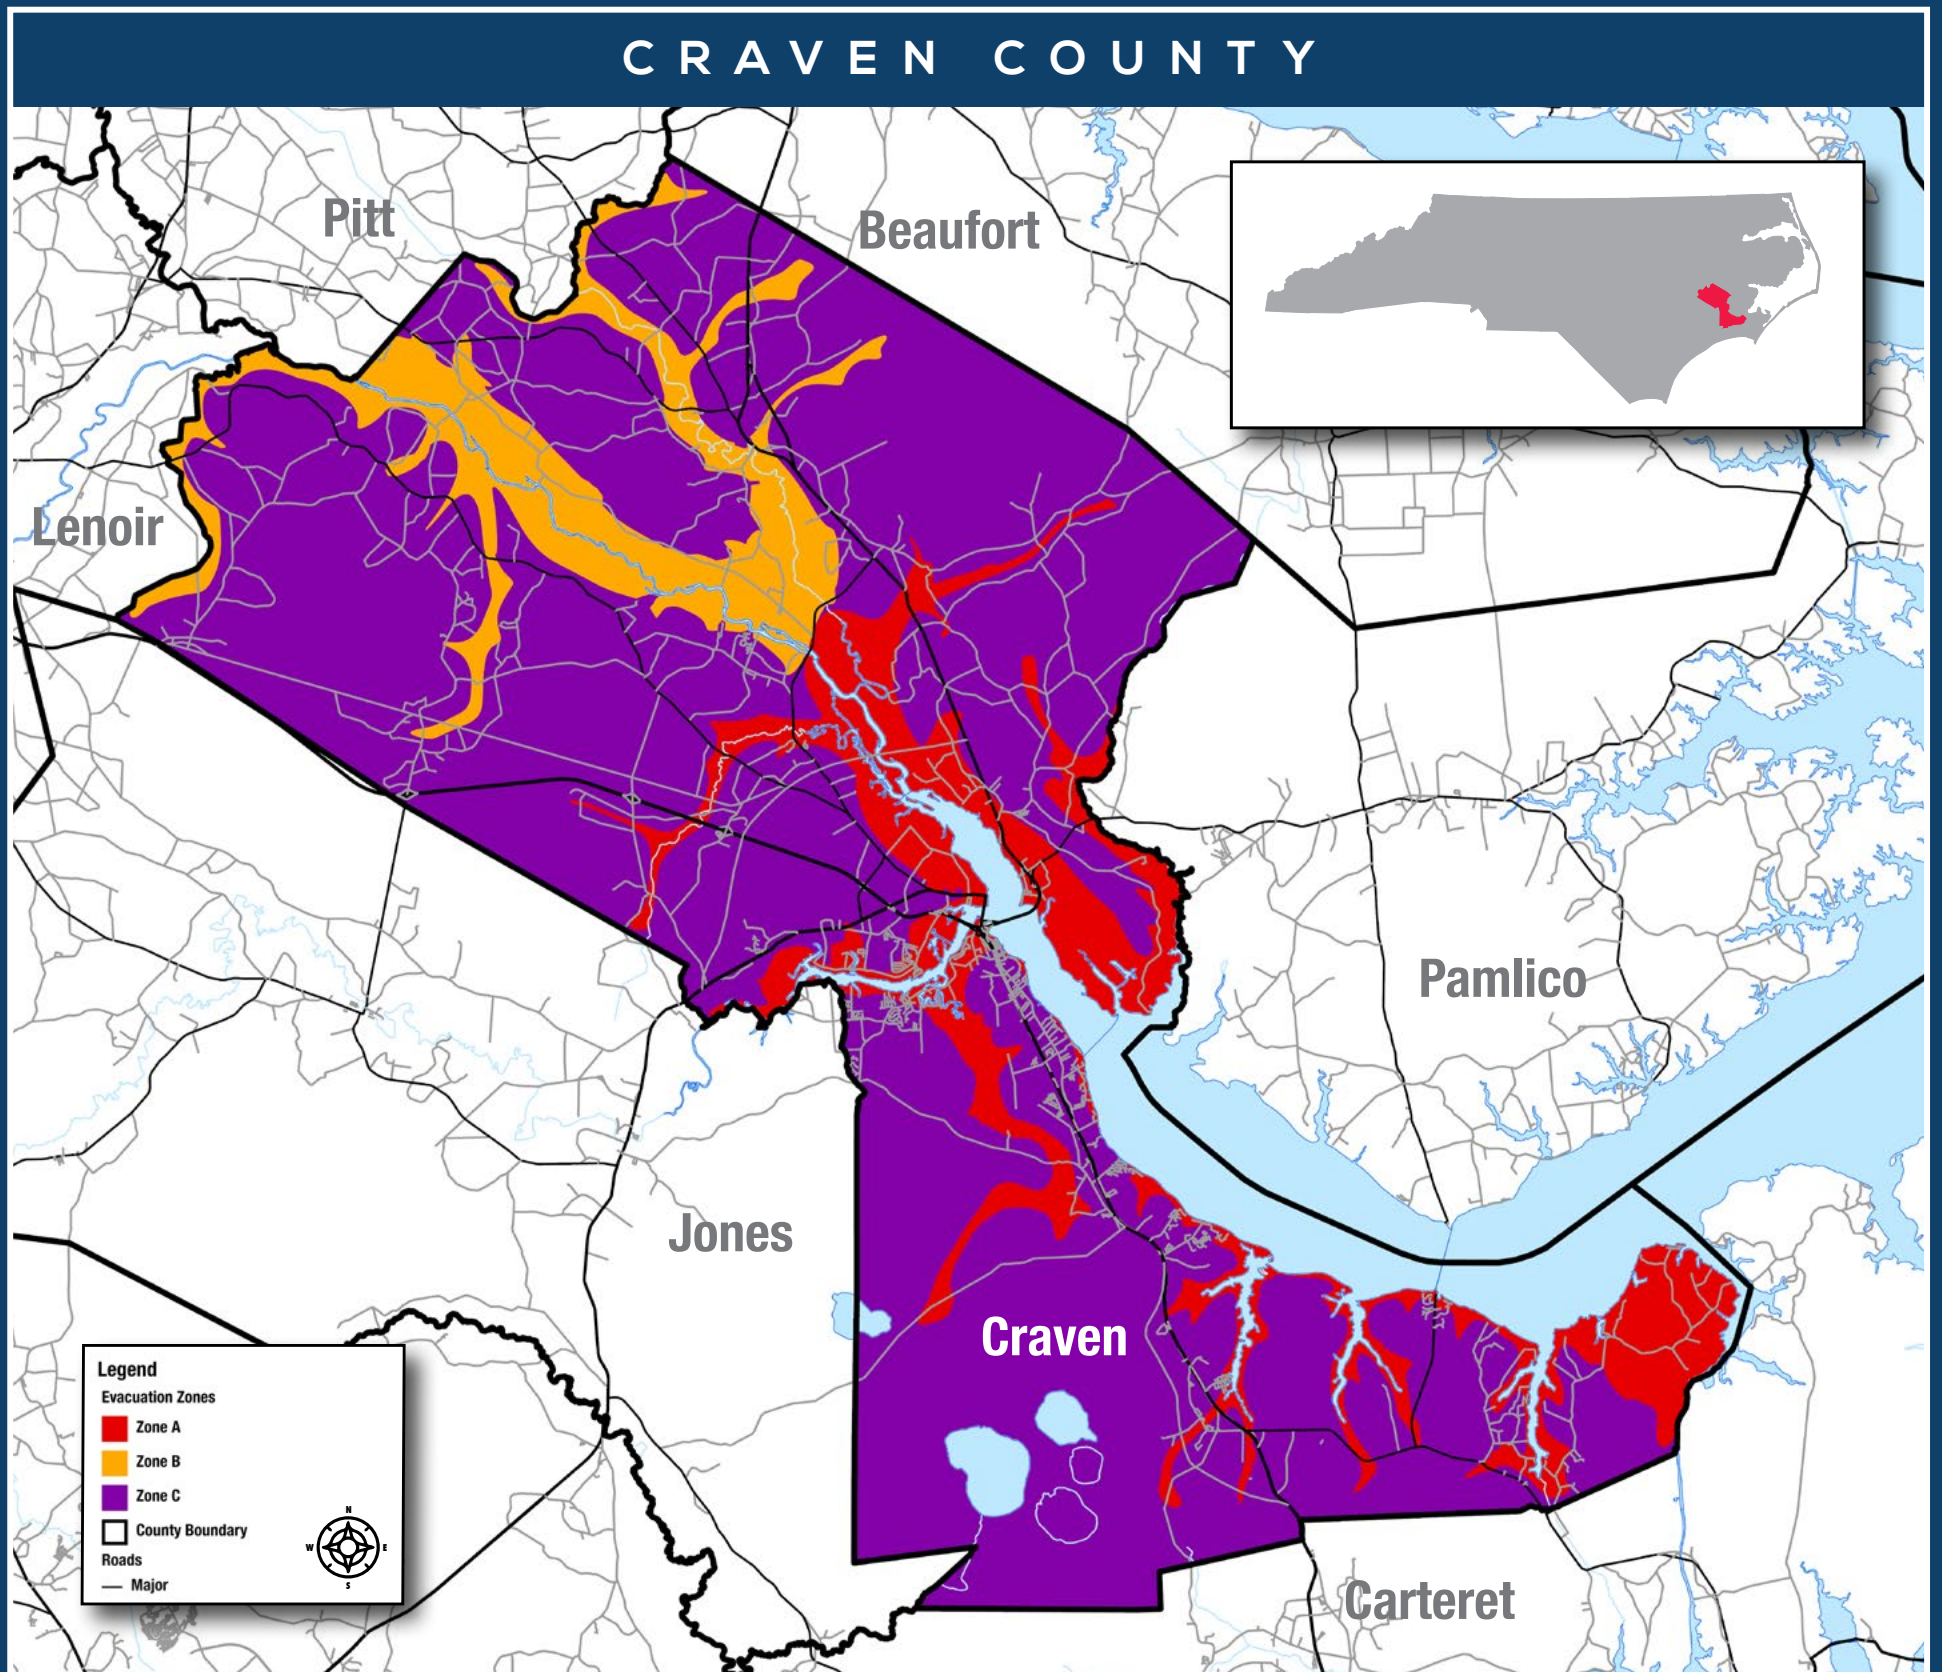 CRAVEN COUNTY
Pitt
Beaufort
Lenoir
Pamlico
Jones
Craven
Carteret
Legend
Evacuation Zones
Zone A
Zone B
Zone C
County Boundary
Roads
Major
N
W E
S